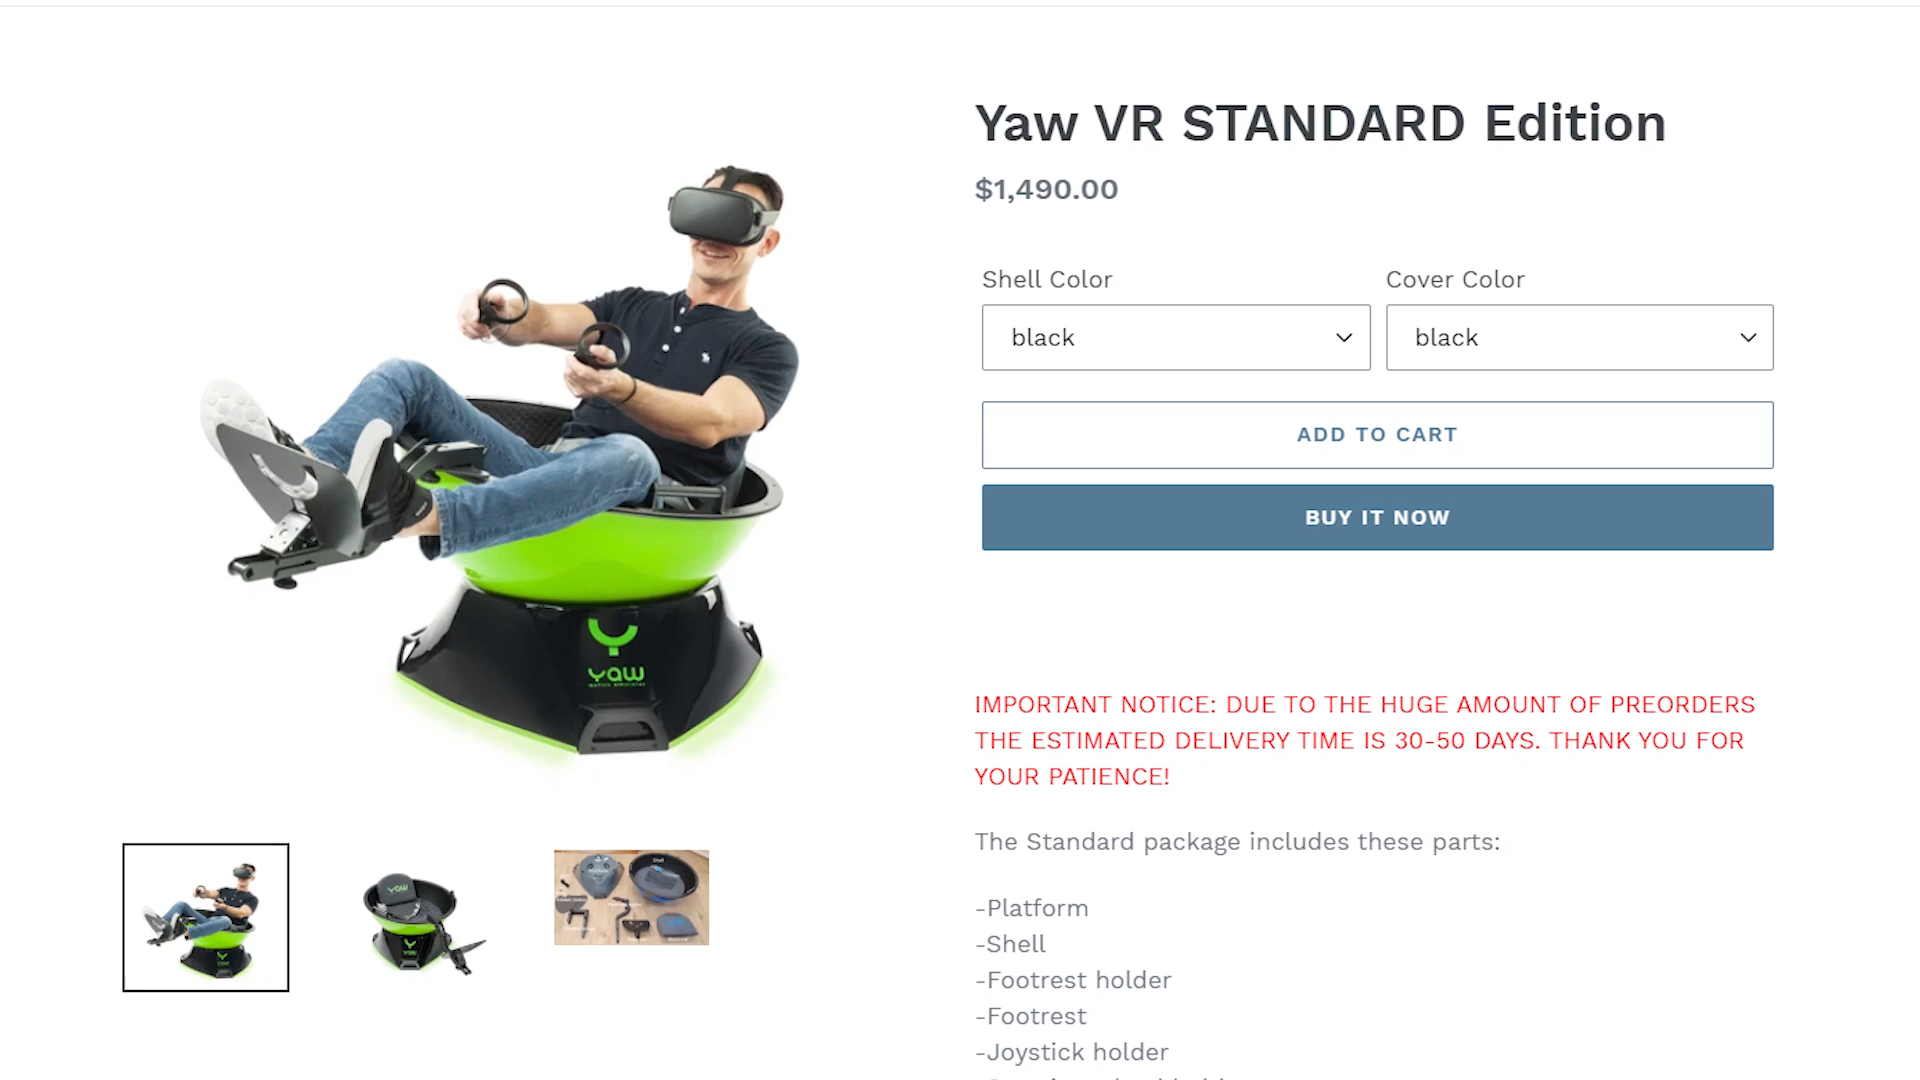 Yaw VR STANDARD Edition
$1,490.00
Shell Color
Cover Color
black
black
ADD TO CART
BUY IT NOW
Yaw
IMPORTANT NOTICE: DUE TO THE HUGE AMOUNT OF PREORDERS
THE ESTIMATED DELIVERY TIME IS 30-50 DAYS. THANK YOU FOR
YOUR PATIENCE!
The Standard package includes these parts:
-Platform
-Shell
-Footrest holder
-Footrest
-Joystick holder